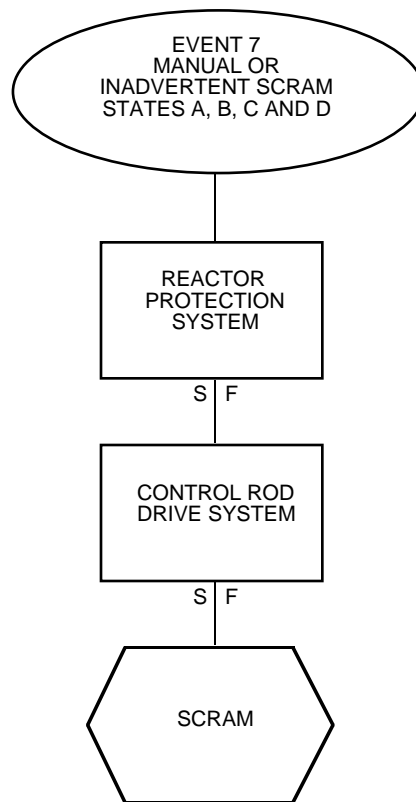 EVENT 7
MANUAL OR
INADVERTENT SCRAM
STATES A, B, C AND D
REACTOR
PROTECTION
SYSTEM
S F
CONTROL ROD
DRIVE SYSTEM
S F
SCRAM